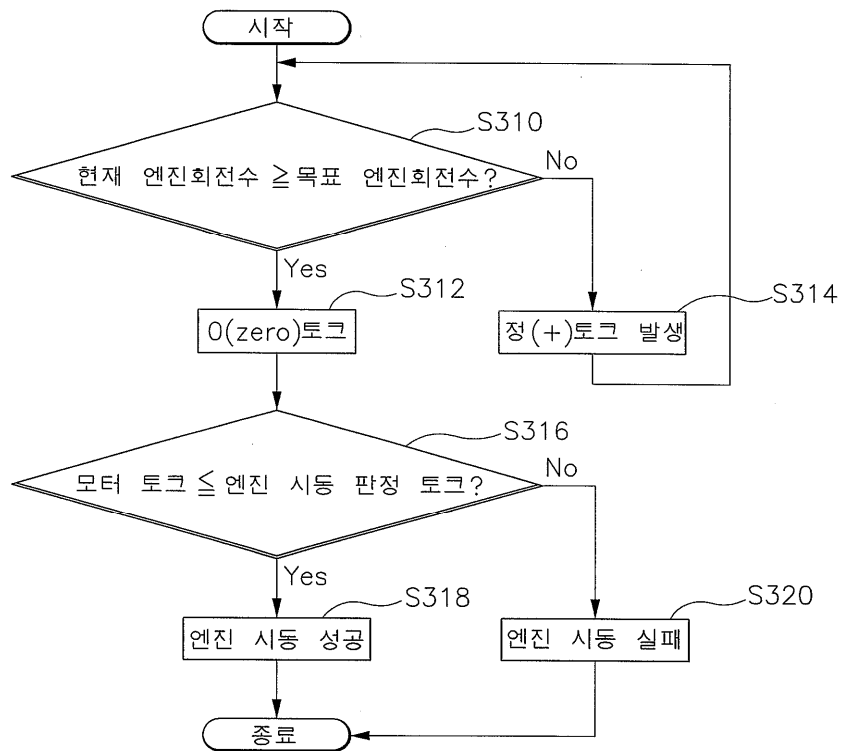 시작
S310
현재 엔진회전수 ≧ 목표 엔진회전수?
No
Yes
S312
S314
0(zero)토크
정(+)토크 발생
S316
모터 토크 ≦ 엔진 시동 판정 토크?
No
Yes
S318
S320
엔진 시동 성공
엔진 시동 실패
종료